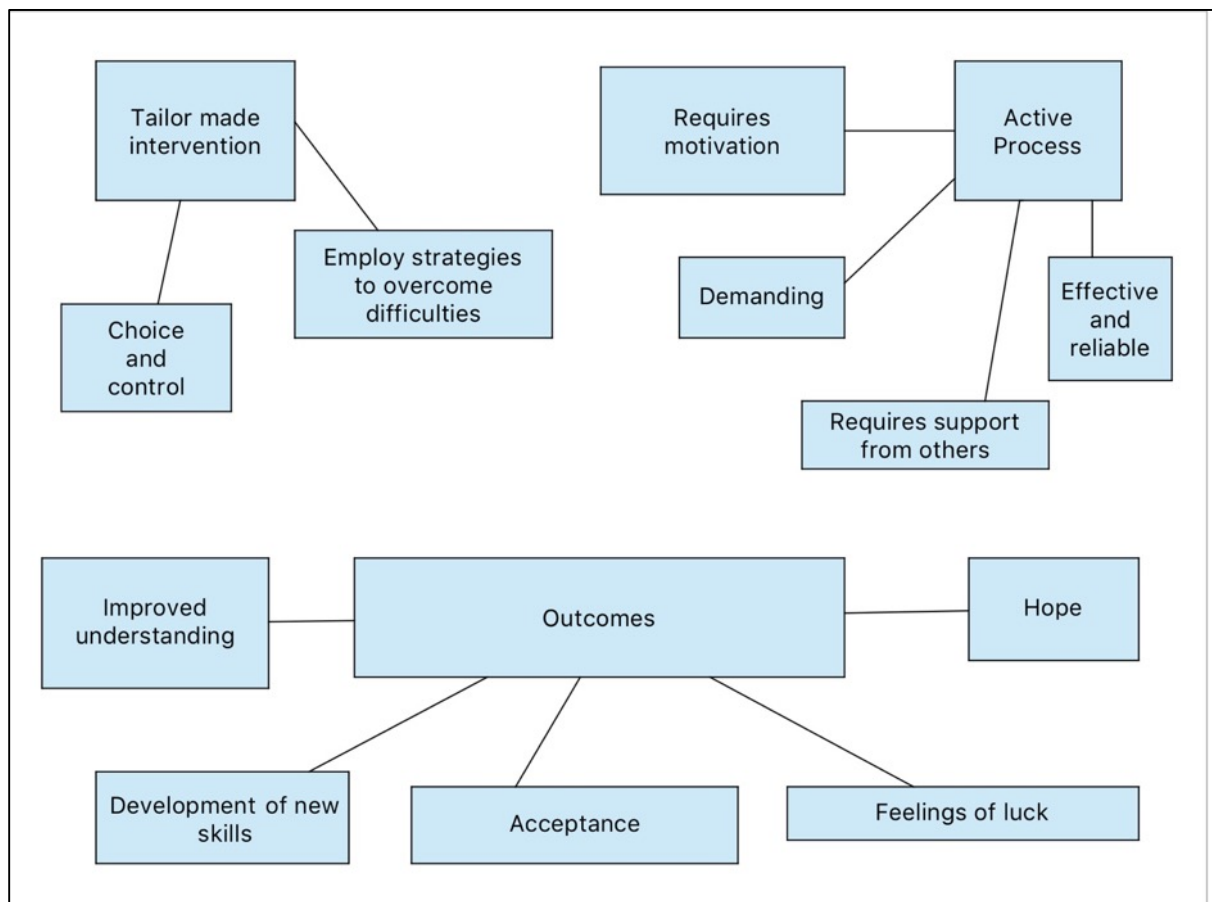 Tailor made
intervention
Employ strategies
to overcome
difficulties
Choice
and
control
Requires
motivation
Active
Process
Demanding
Effective
and
reliable
Requires support
from others
Improved
understanding
Outcomes
Hope
Development of new
skills
Acceptance
Feelings of luck